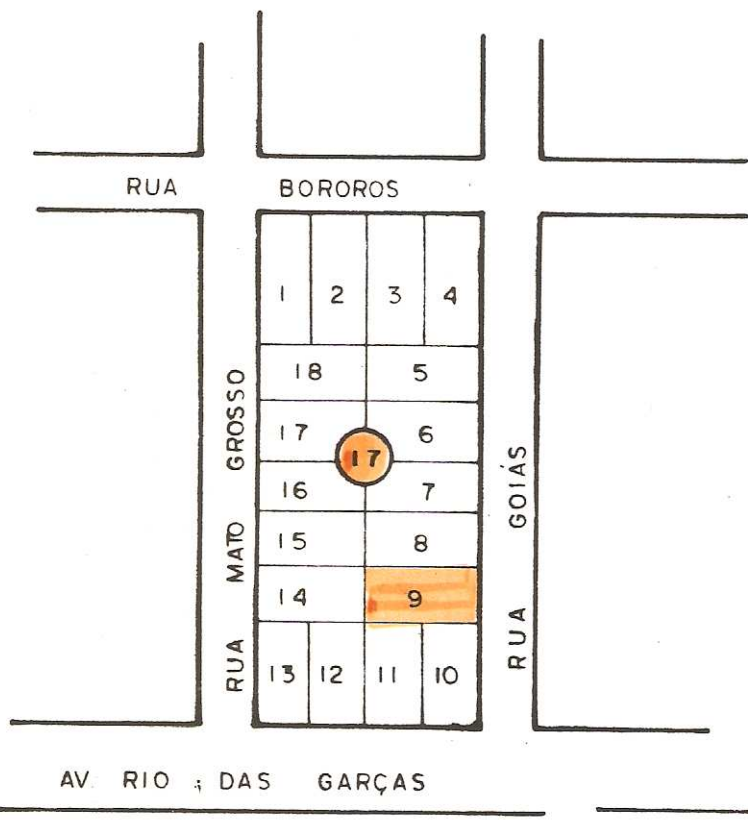 RUA BOROROS
1 2 3 4
18 5
17 6
17
16 7
15 8
14 9
13 12 11 10
RUA MATO GROSSO
RUA GOIÁS
AV. RIO DAS GARÇAS